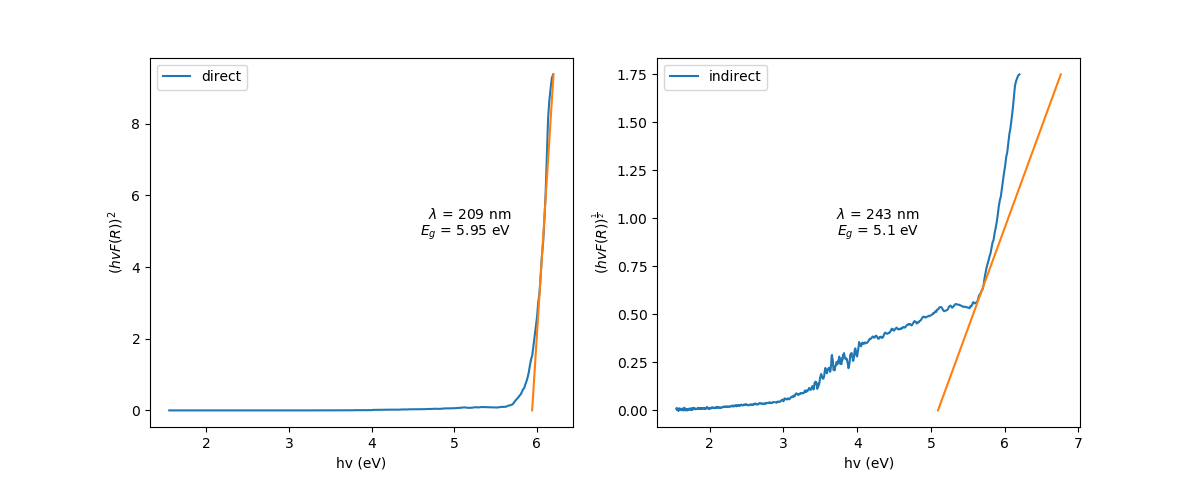 direct
8
6
4
2
0
(hvF(R))²
λ = 209 nm
E_g = 5.95 eV
2 3 4 5 6
hv (eV)
indirect
1.75
1.50
1.25
1.00
0.75
0.50
0.25
0.00
(hvF(R))^{1/2}
λ = 243 nm
E_g = 5.1 eV
2 3 4 5 6 7
hv (eV)